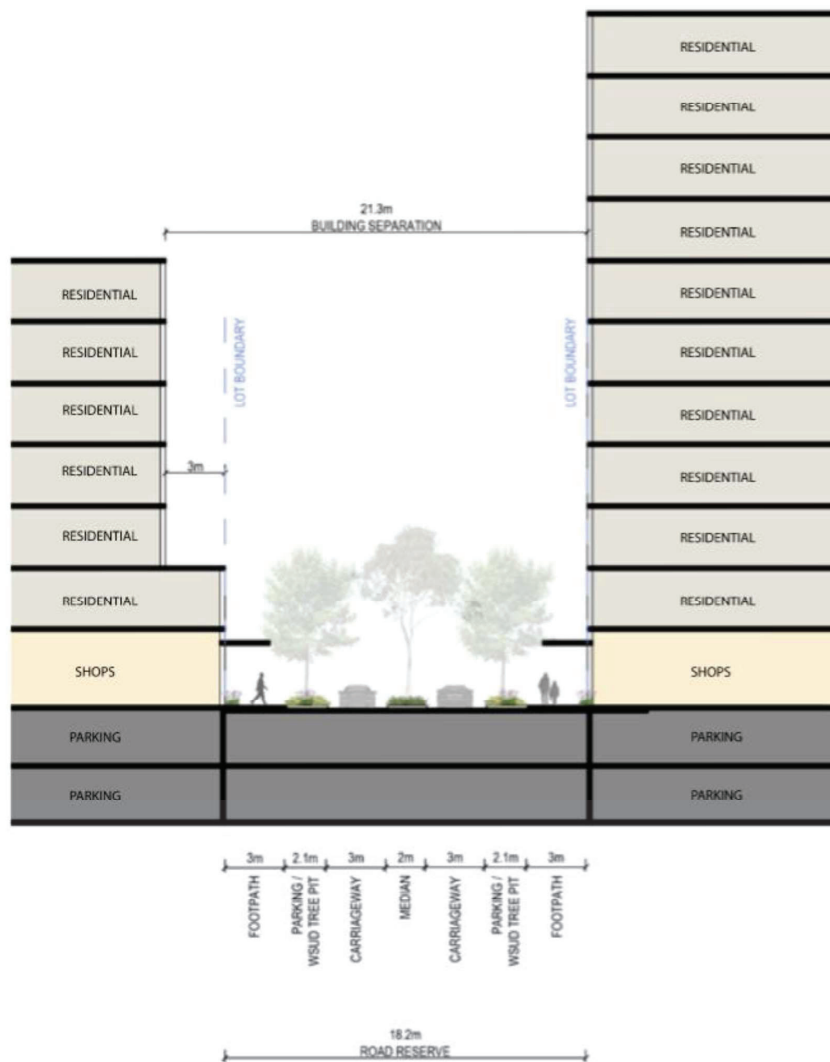 RESIDENTIAL
RESIDENTIAL
RESIDENTIAL
21.3m
BUILDING SEPARATION
RESIDENTIAL
RESIDENTIAL
RESIDENTIAL
LOT BOUNDARY
LOT BOUNDARY
RESIDENTIAL
RESIDENTIAL
RESIDENTIAL
RESIDENTIAL
RESIDENTIAL
3m
RESIDENTIAL
RESIDENTIAL
RESIDENTIAL
RESIDENTIAL
RESIDENTIAL
SHOPS
SHOPS
PARKING
PARKING
PARKING
PARKING
3m
2.1m
3m
2m
3m
2.1m
3m
FOOTPATH
PARKING /
WSUD TREE PIT
CARRIAGEWAY
MEDIAN
CARRIAGEWAY
PARKING /
WSUD TREE PIT
FOOTPATH
18.2m
ROAD RESERVE